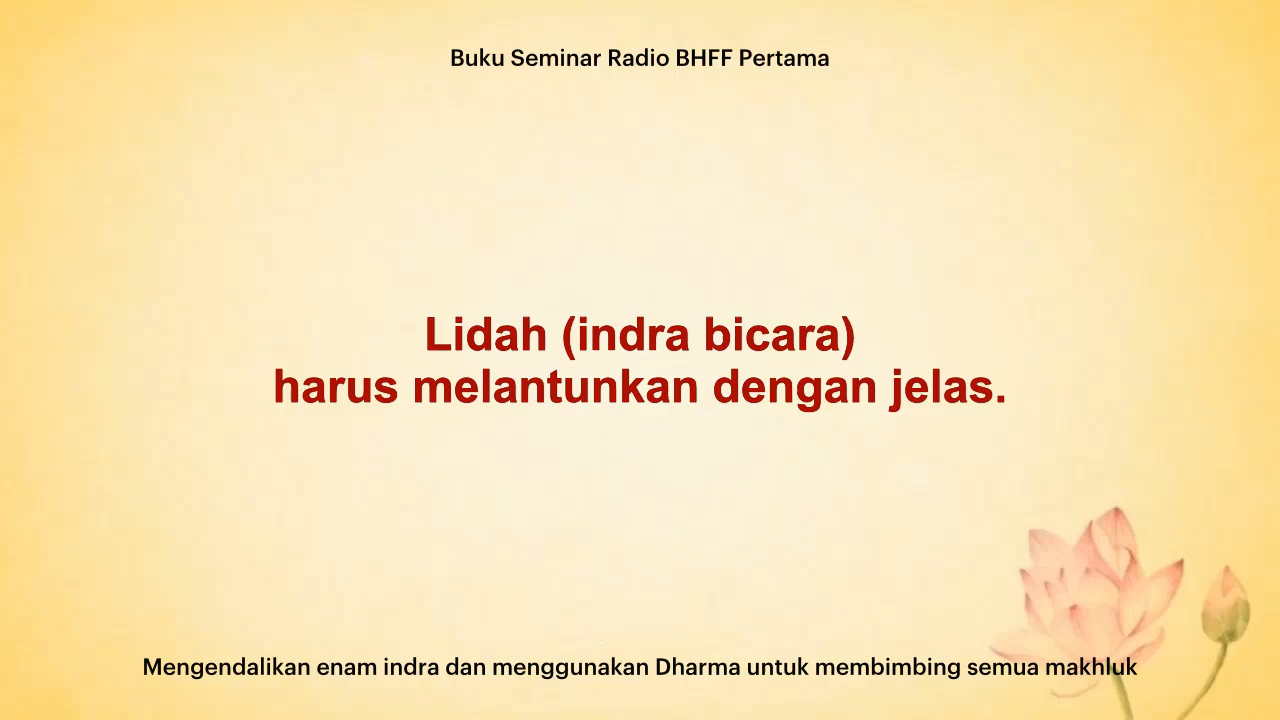 Buku Seminar Radio BHFF Pertama
Lidah (indra bicara)
harus melantunkan dengan jelas.
Mengendalikan enam indra dan menggunakan Dharma untuk membimbing semua makhluk